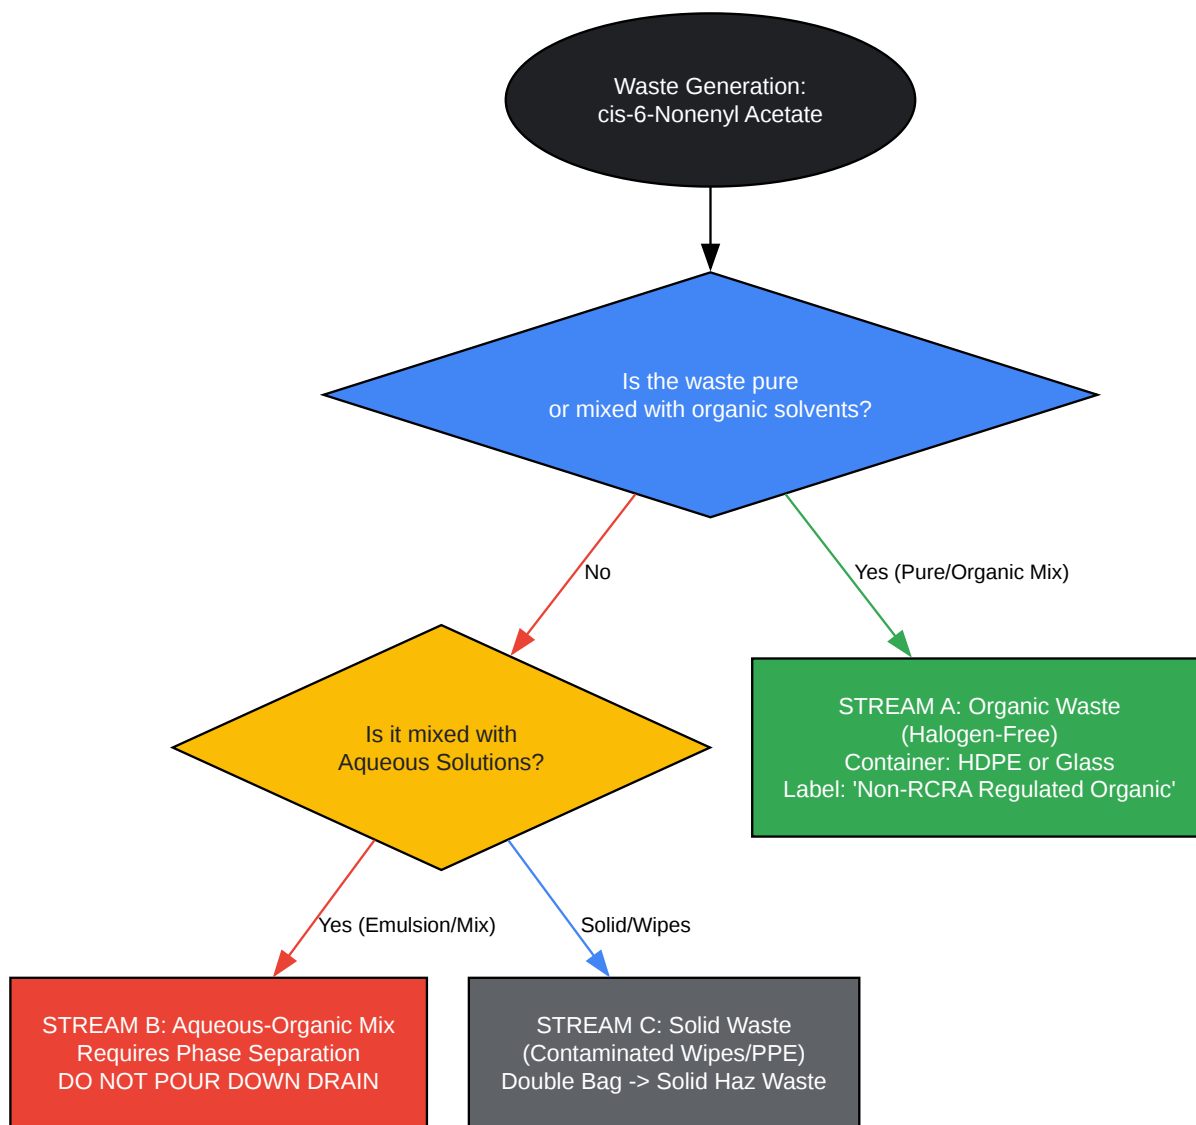 Waste Generation:
cis-6-Nonenyl Acetate
Is the waste pure
or mixed with organic solvents?
No
Yes (Pure/Organic Mix)
Is it mixed with
Aqueous Solutions?
STREAM A: Organic Waste
(Halogen-Free)
Container: HDPE or Glass
Label: 'Non-RCRA Regulated Organic'
Yes (Emulsion/Mix)
Solid/Wipes
STREAM B: Aqueous-Organic Mix
Requires Phase Separation
DO NOT POUR DOWN DRAIN
STREAM C: Solid Waste
(Contaminated Wipes/PPE)
Double Bag -> Solid Haz Waste